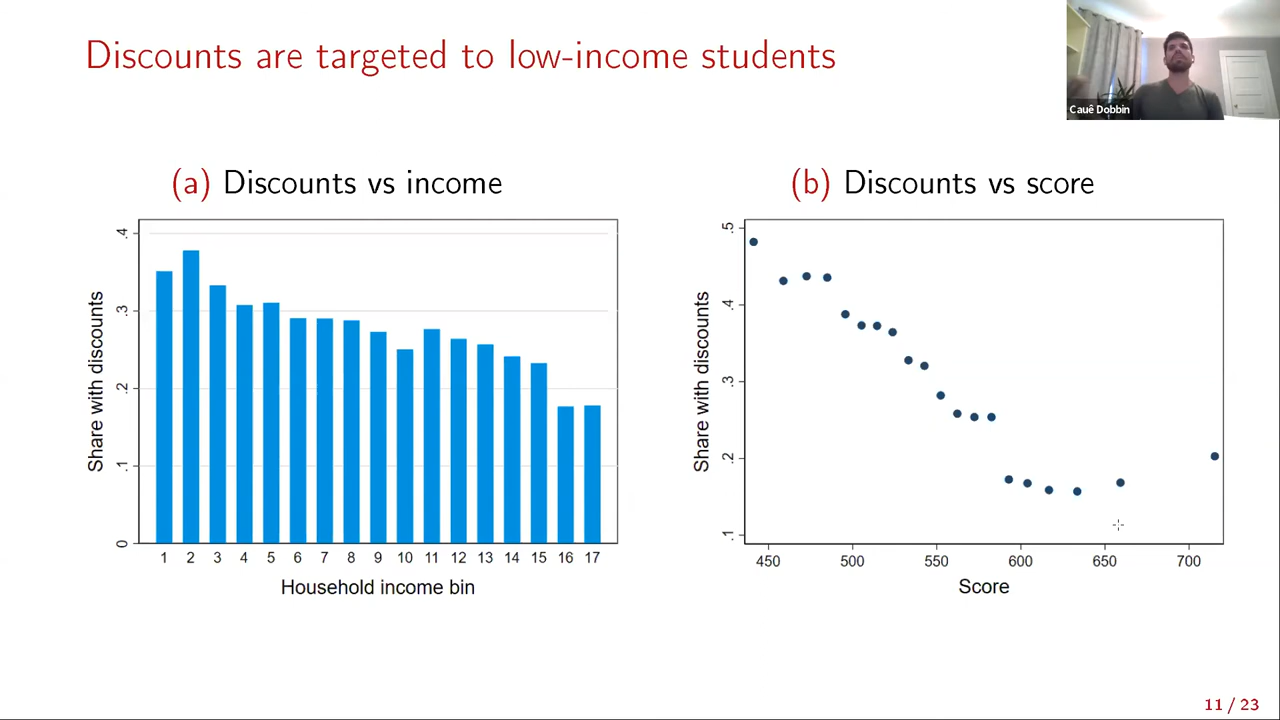 Discounts are targeted to low-income students
Cauê Dobbin
(a) Discounts vs income
Share with discounts
.4
.3
.2
.1
0
1 2 3 4 5 6 7 8 9 10 11 12 13 14 15 16 17
Household income bin
(b) Discounts vs score
Share with discounts
.5
.4
.3
.2
.1
450 500 550 600 650 700
Score
11 / 23